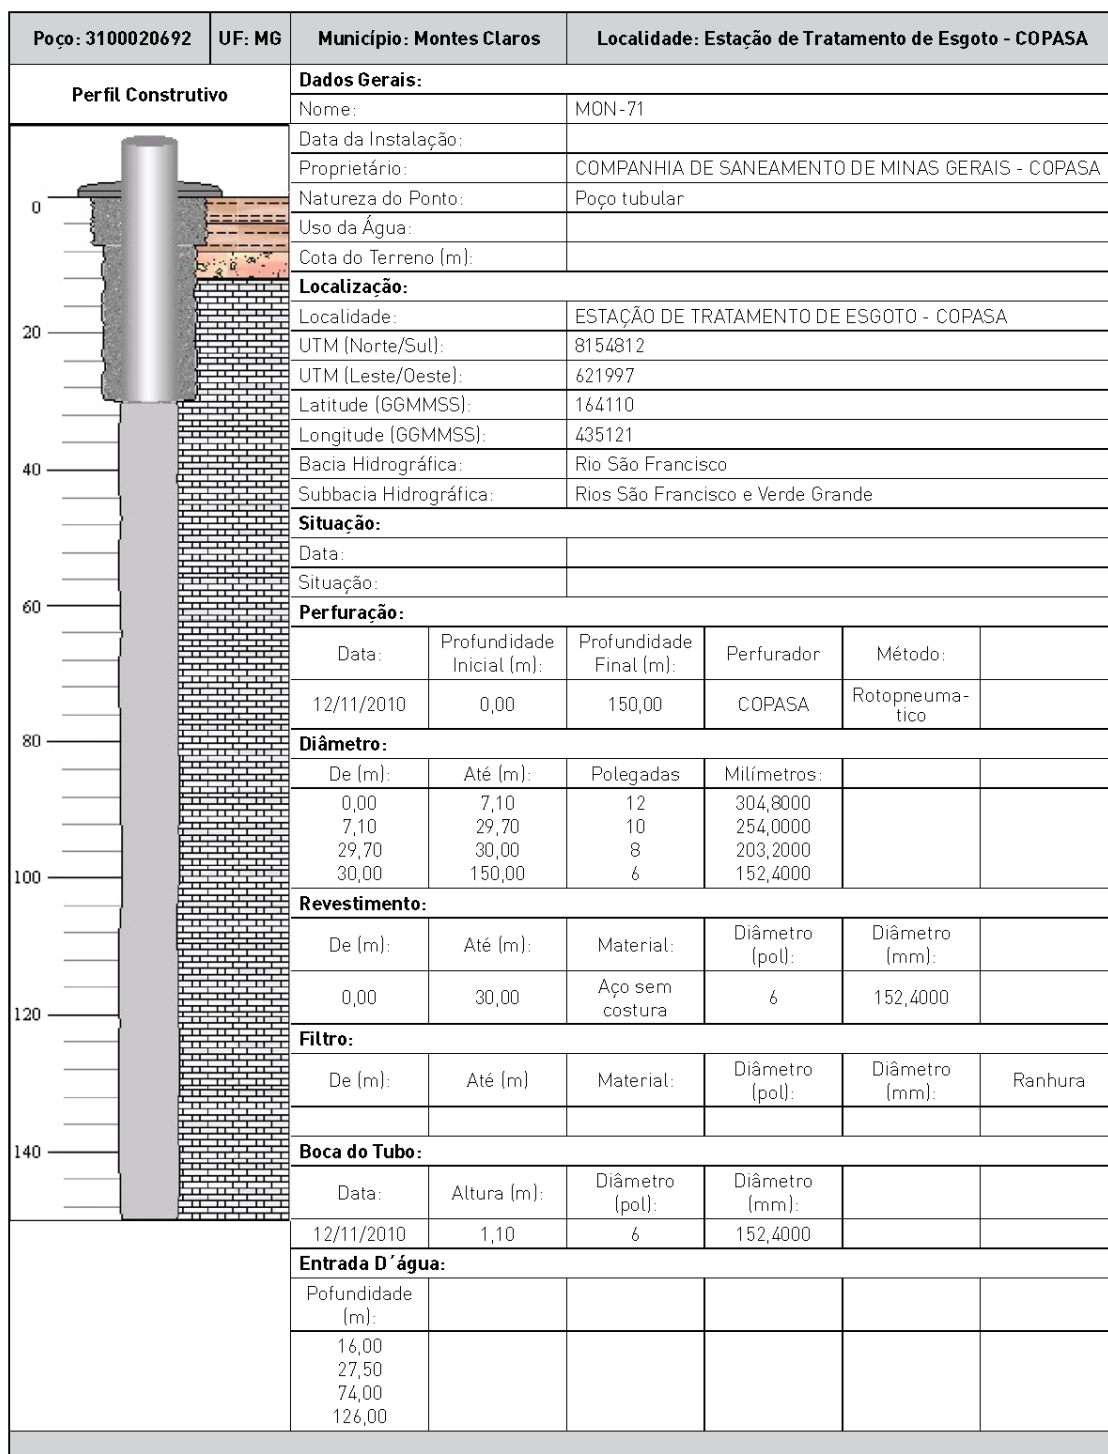 Poço: 3100020692 UF: MG Município: Montes Claros Localidade: Estação de Tratamento de Esgoto - COPASA
Perfil Construtivo
0
20
40
60
80
100
120
140
Dados Gerais:
Nome: MON-71
Data da Instalação:
Proprietário: COMPANHIA DE SANEAMENTO DE MINAS GERAIS - COPASA
Natureza do Ponto: Poço tubular
Uso da Água:
Cota do Terreno (m):
Localização:
Localidade: ESTAÇÃO DE TRATAMENTO DE ESGOTO - COPASA
UTM (Norte/Sul): 8154812
UTM (Leste/Oeste): 621997
Latitude (GGMMSS): 164110
Longitude (GGMMSS): 435121
Bacia Hidrográfica: Rio São Francisco
Subbacia Hidrográfica: Rios São Francisco e Verde Grande
Situação:
Data:
Situação:
Perfuração:
Data: Profundidade Inicial (m): Profundidade Final (m): Perfurador Método:
12/11/2010 0,00 150,00 COPASA Rotopneuma-tico
Diâmetro:
De (m): Até (m): Polegadas Milímetros:
0,00 7,10 12 304,8000
7,10 29,70 10 254,0000
29,70 30,00 8 203,2000
30,00 150,00 6 152,4000
Revestimento:
De (m): Até (m): Material: Diâmetro (pol): Diâmetro (mm):
0,00 30,00 Aço sem costura 6 152,4000
Filtro:
De (m): Até (m) Material: Diâmetro (pol): Diâmetro (mm): Ranhura
Boca do Tubo:
Data: Altura (m): Diâmetro (pol): Diâmetro (mm):
12/11/2010 1,10 6 152,4000
Entrada D´água:
Pofundidade (m):
16,00
27,50
74,00
126,00